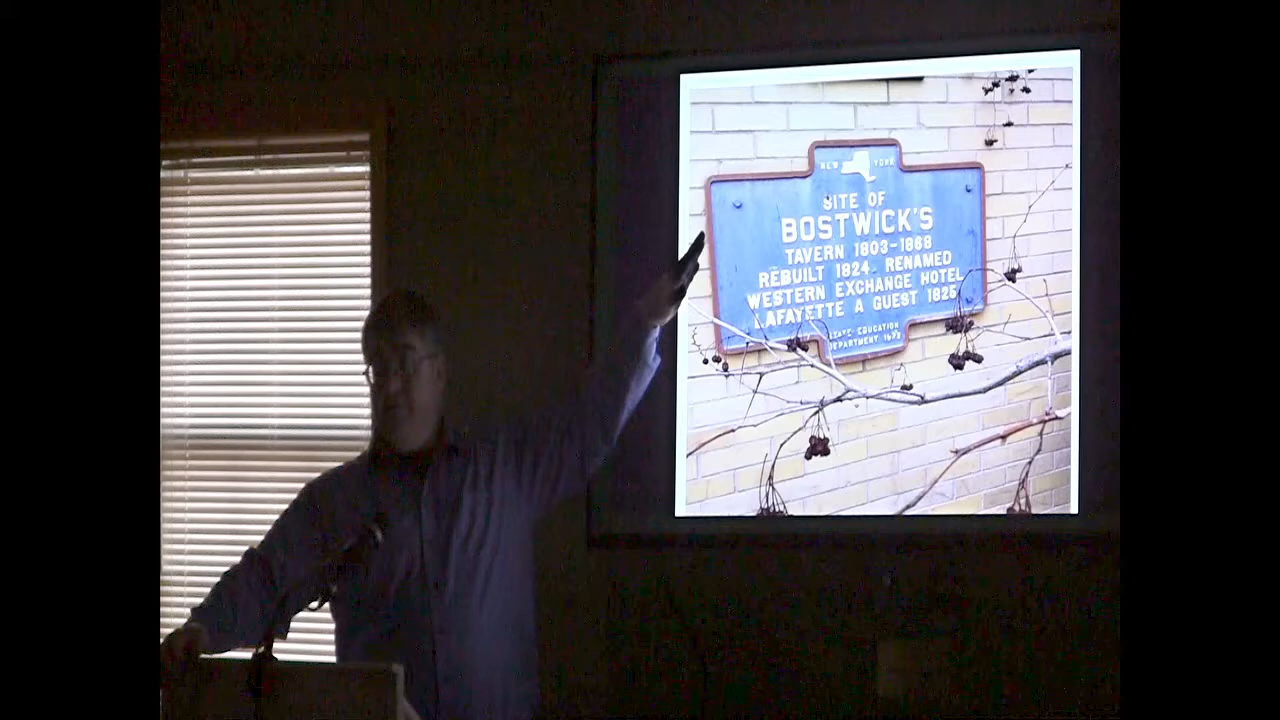 NEW YORK
SITE OF
BOSTWICK'S
TAVERN 1803-1868
REBUILT 1824 RENAMED
WESTERN EXCHANGE HOTEL
LAFAYETTE A GUEST 1825
STATE EDUCATION
DEPARTMENT